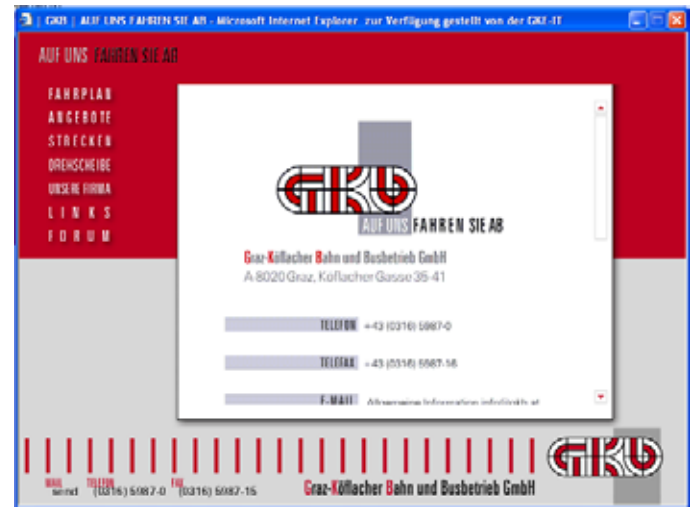 GKB | AUF UNS FAHREN SIE AB - Microsoft Internet Explorer zur Verfügung gestellt von der GKB-IT
AUF UNS FAHREN SIE AB
FAHRPLAN
ANGEBOTE
STRECKEN
DREHSCHEIBE
UNSERE FIRMA
LINKS
FORUM
GKB
AUF UNS FAHREN SIE AB
Graz-Köflacher Bahn und Busbetrieb GmbH
A-8020 Graz, Köflacher Gasse 35-41
TELEFON +43 (0316) 5987-0
TELEFAX +43 (0316) 5987-16
E-MAIL Allgemeine Information
GKB
MAIL TELEFON FAX
send (0316) 5987-0 (0316) 5987-15
Graz-Köflacher Bahn und Busbetrieb GmbH